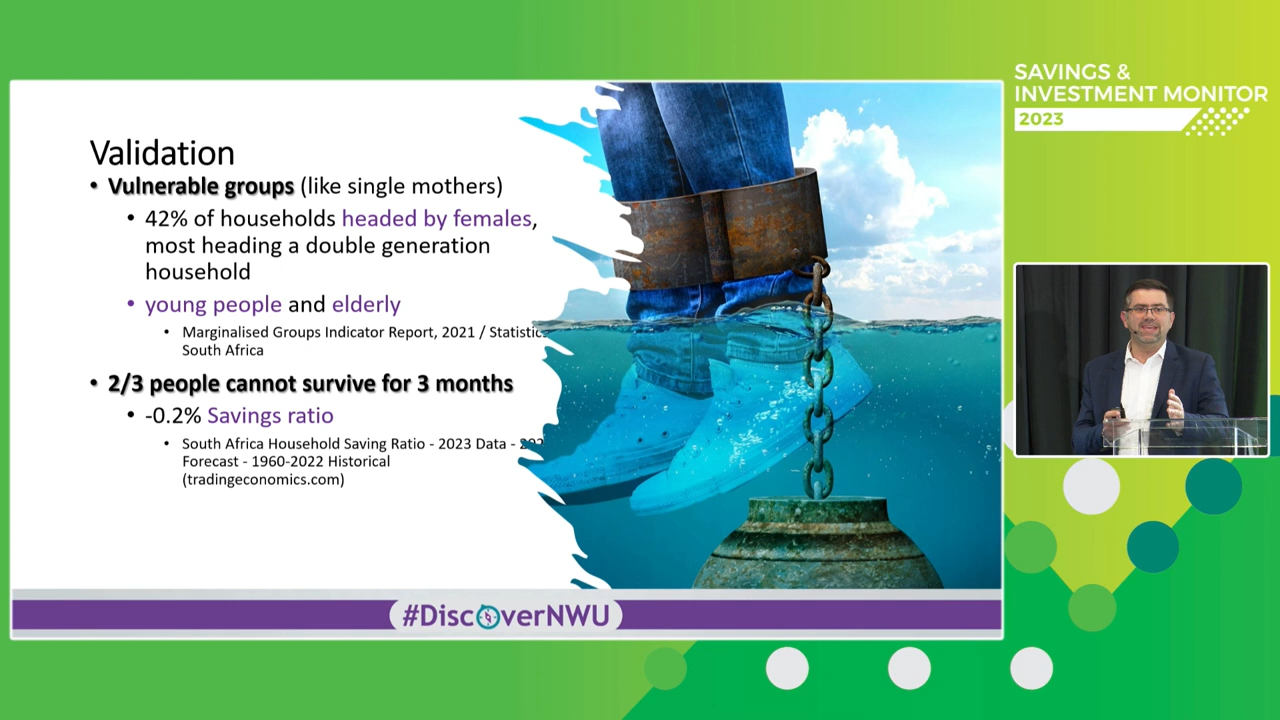 SAVINGS &
INVESTMENT MONITOR
2023
Validation
• Vulnerable groups (like single mothers)
• 42% of households headed by females,
most heading a double generation
household
• young people and elderly
• Marginalised Groups Indicator Report, 2021 / Statistics
South Africa
• 2/3 people cannot survive for 3 months
• -0.2% Savings ratio
• South Africa Household Saving Ratio - 2023 Data -
Forecast - 1960-2022 Historical
(tradingeconomics.com)
#DiscoverNWU